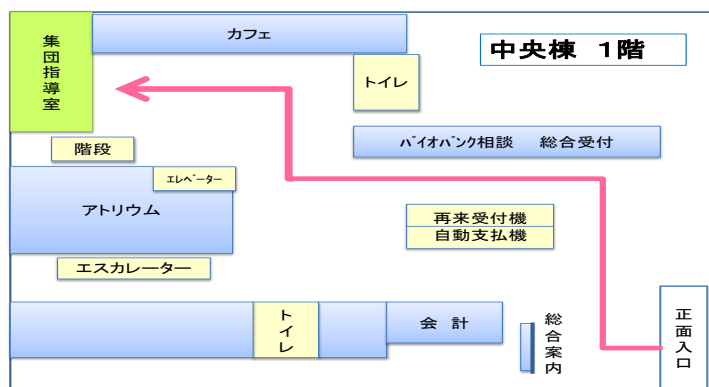 集団指導室
カフェ
中央棟 1階
トイレ
階段
バイオバンク相談 総合受付
エレベーター
アトリウム
再来受付機
自動支払機
エスカレーター
トイレ
会 計
総合案内
正面入口